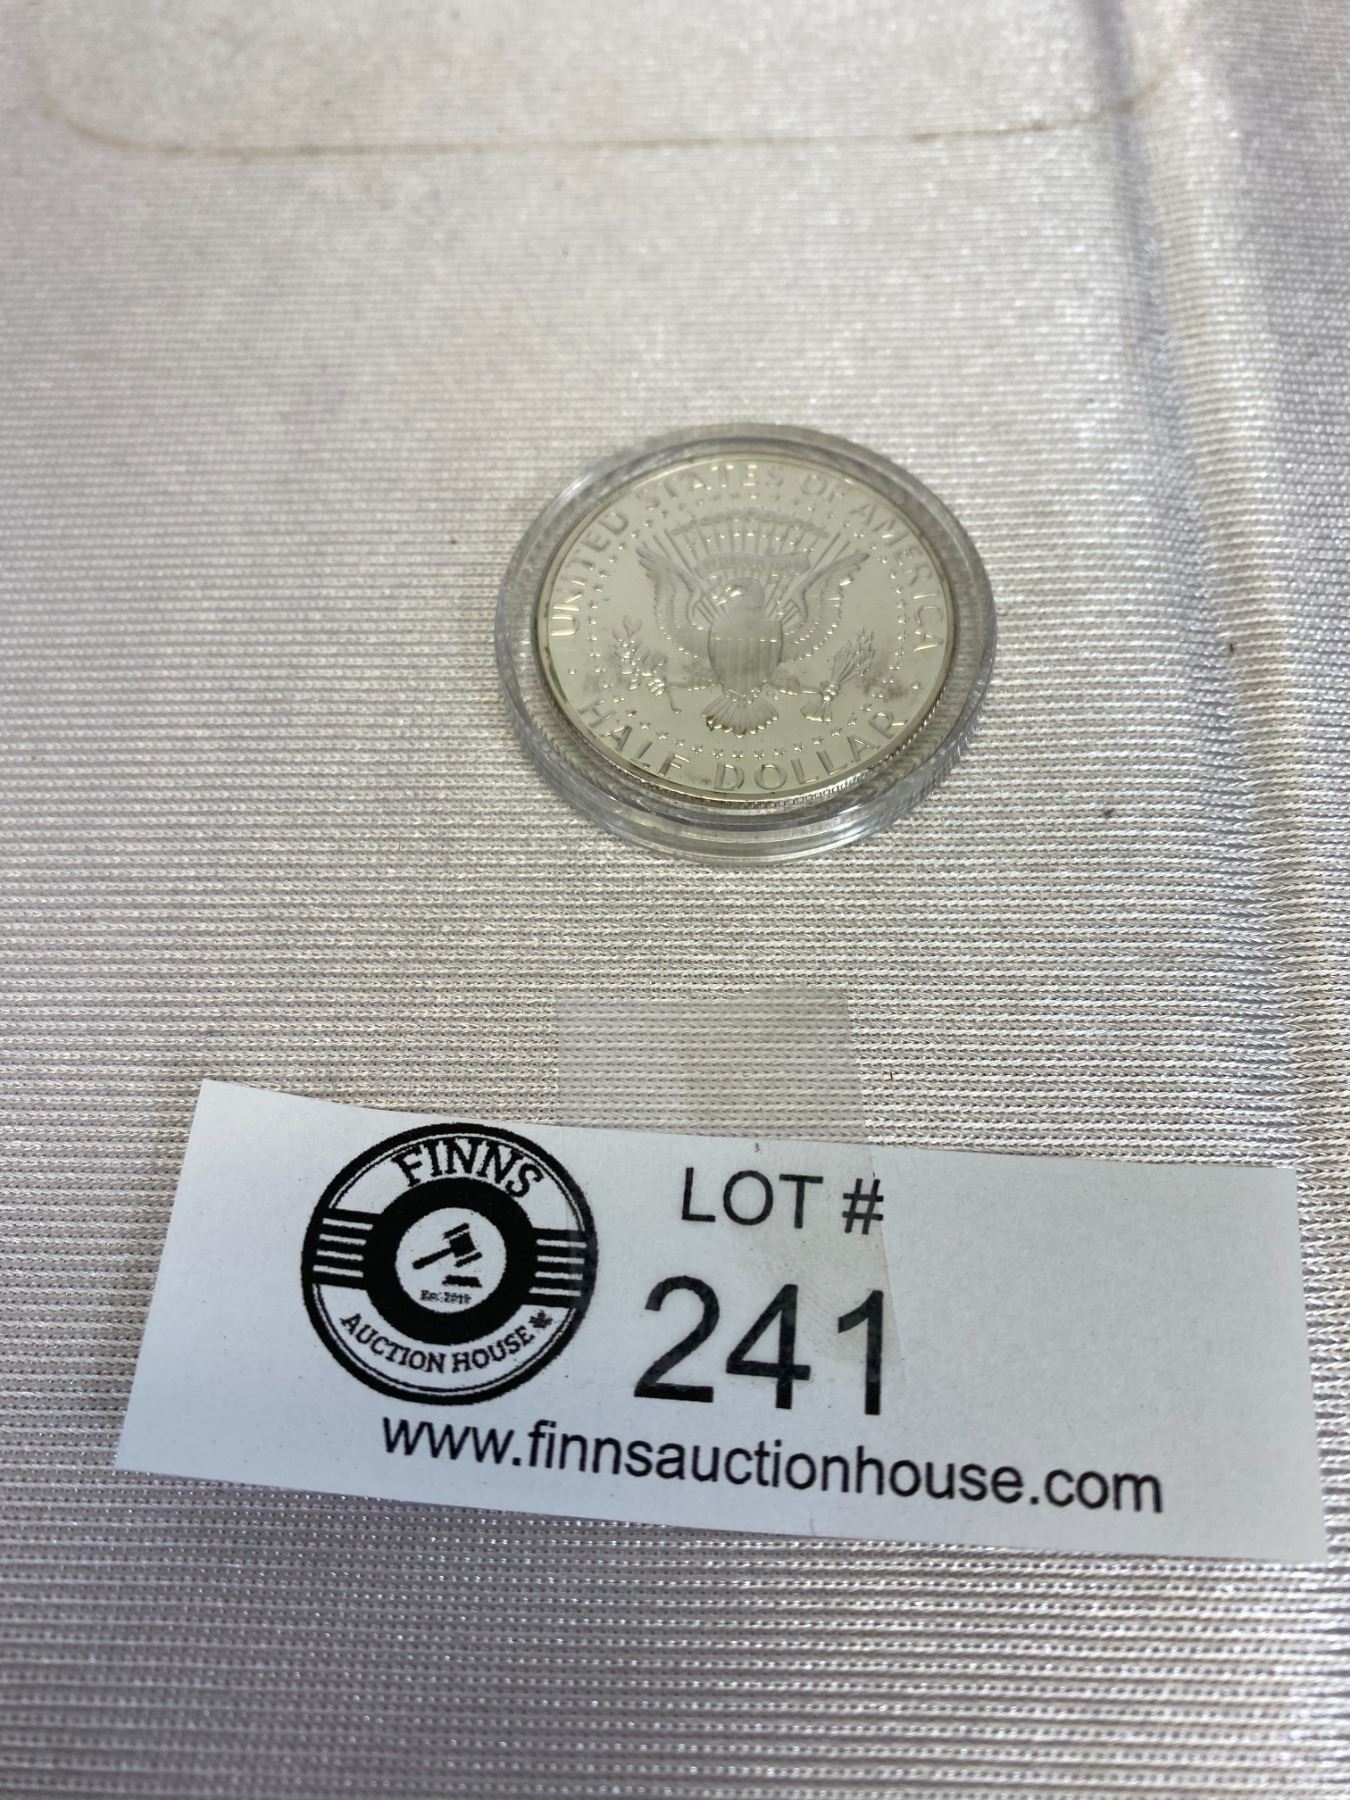 UNITED STATES OF AMERICA
HALF DOLLAR
FINNS
AUCTION HOUSE
LOT #
241
www.finnsauctionhouse.com